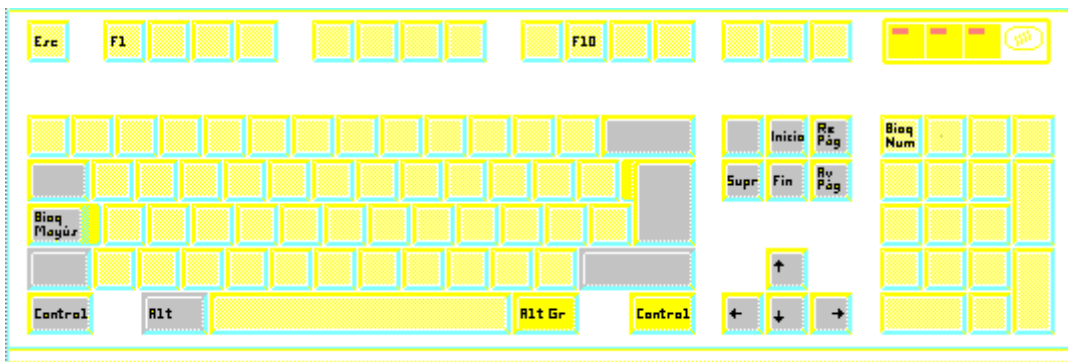 Esc F1 F10
Inicio Re Pág
Bloq Num
Supr Fin Av Pág
Bloq Mayús
↑
Control Alt Alt Gr Control ← ↓ →